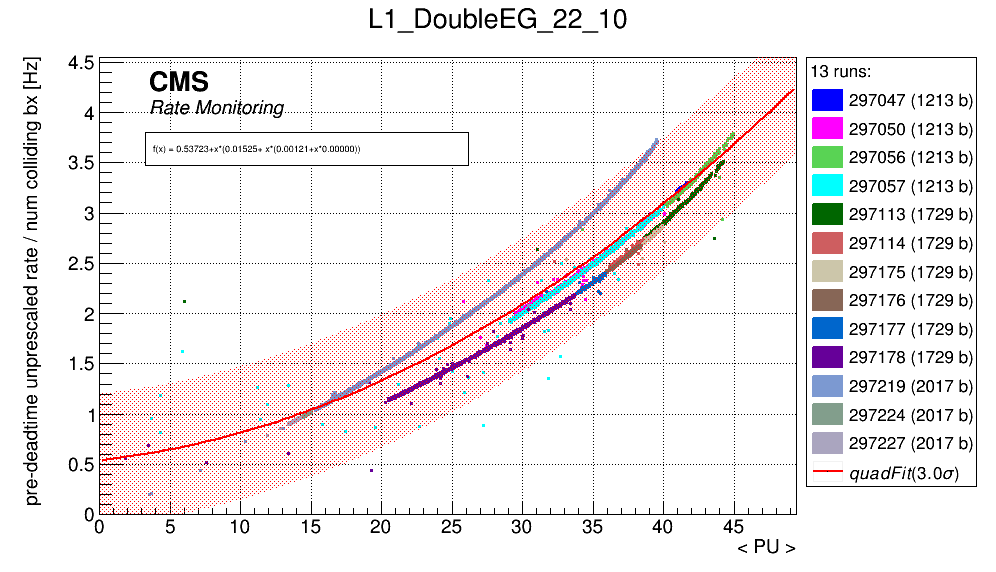 L1_DoubleEG_22_10
pre-deadtime unprescaled rate / num colliding bx [Hz]
4.5
4
3.5
3
2.5
2
1.5
1
0.5
0
CMS
Rate Monitoring
f(x) = 0.53723+x*(0.01525+ x*(0.00121+x*0.00000))
0 5 10 15 20 25 30 35 40 45
< PU >
13 runs:
297047 (1213 b)
297050 (1213 b)
297056 (1213 b)
297057 (1213 b)
297113 (1729 b)
297114 (1729 b)
297175 (1729 b)
297176 (1729 b)
297177 (1729 b)
297178 (1729 b)
297219 (2017 b)
297224 (2017 b)
297227 (2017 b)
quadFit(3.0σ)